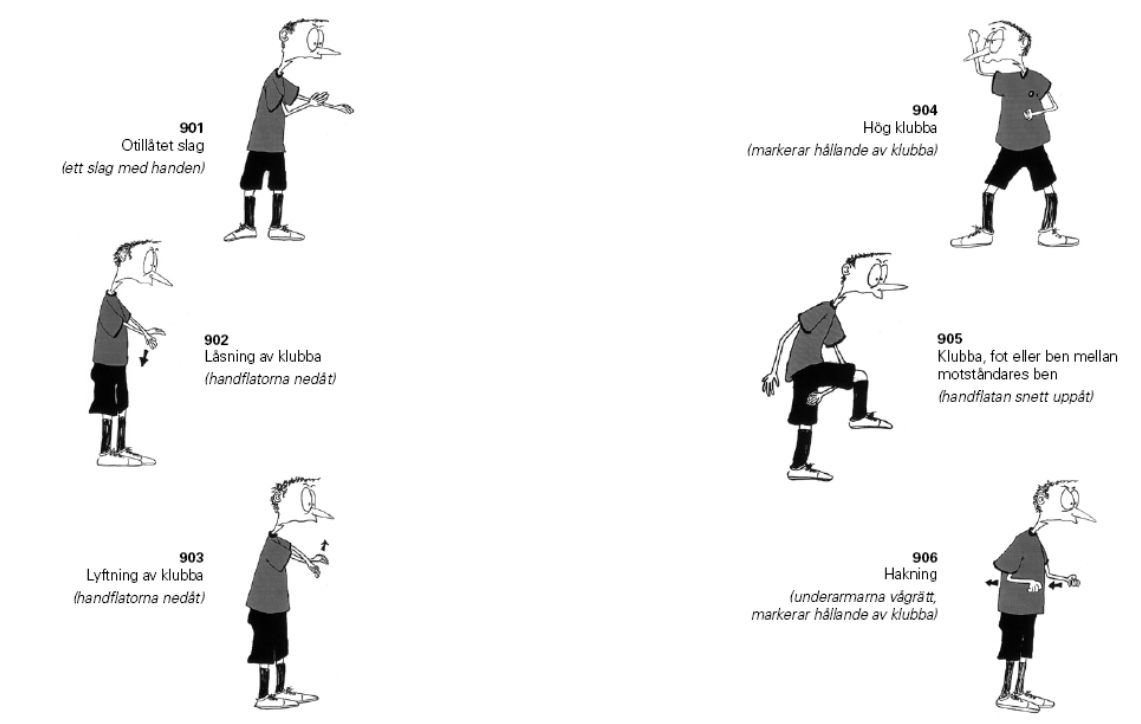 901
Otillåtet slag
(ett slag med handen)
902
Låsning av klubba
(handflatorna nedåt)
903
Lyftning av klubba
(handflatorna nedåt)
904
Hög klubba
(markerar hållande av klubba)
905
Klubba, fot eller ben mellan
motståndares ben
(handflatan snett uppåt)
906
Hakning
(underarmarna vågrätt,
markerar hållande av klubba)